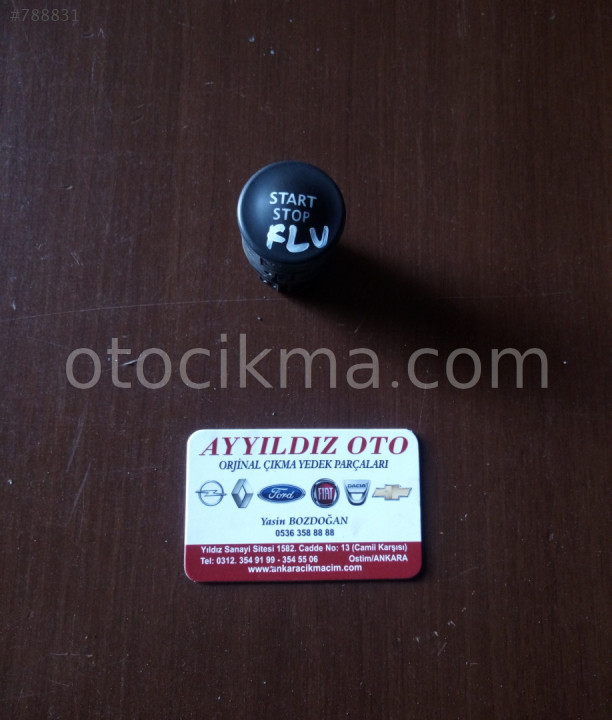 #788831
START
STOP
FLU
otocikma.com
AYYILDIZ OTO
ORJİNAL ÇIKMA YEDEK PARÇALARI
Ford FIAT DACIA
Yasin BOZDOĞAN
0536 358 88 88
Yıldız Sanayi Sitesi 1582. Cadde No: 13 (Camii Karşısı)
Tel: 0312. 354 91 99 - 354 55 06 Ostim/ANKARA
www.ankaracikmacim.com